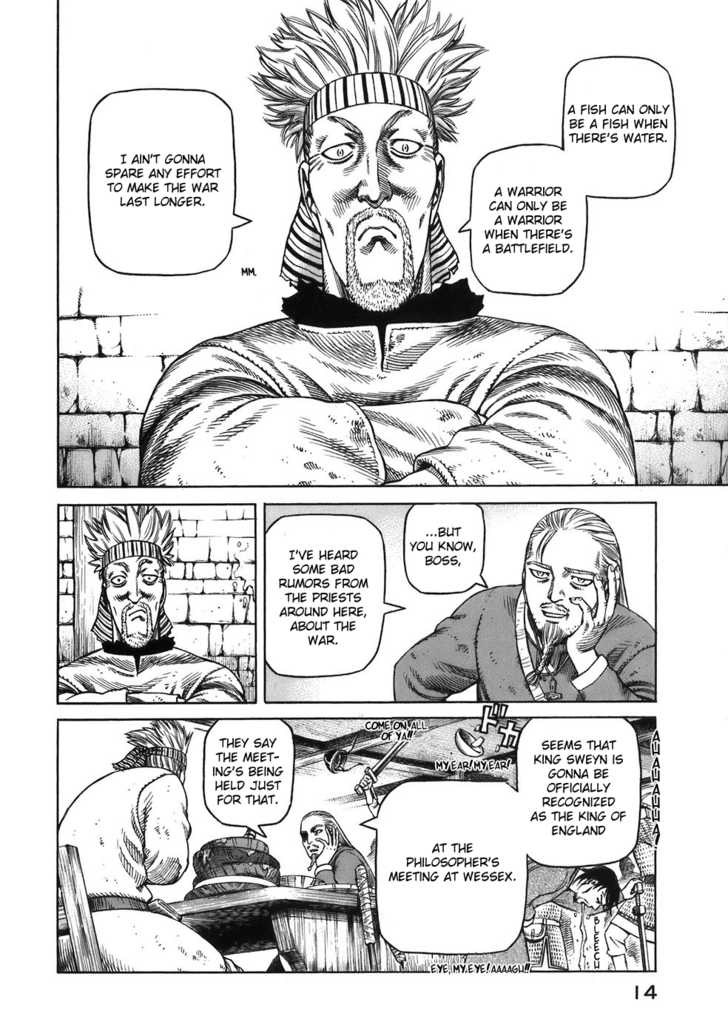 A FISH CAN ONLY
BE A FISH WHEN
THERE'S WATER.
A WARRIOR
CAN ONLY BE
A WARRIOR
WHEN THERE'S
A BATTLEFIELD.
I AIN'T GONNA
SPARE ANY EFFORT
TO MAKE THE WAR
LAST LONGER.
MM.
...BUT
YOU KNOW,
BOSS,
I'VE HEARD
SOME BAD
RUMORS FROM
THE PRIESTS
AROUND HERE,
ABOUT THE
WAR.
SEEMS THAT
KING SWEYN IS
GONNA BE
OFFICIALLY
RECOGNIZED
AS THE KING OF
ENGLAND
AT THE
PHILOSOPHER'S
MEETING AT WESSEX.
THEY SAY
THE MEET-
ING'S BEING
HELD JUST
FOR THAT.
COME ON, ALL
OF YA!!
MY EAR! MY EAR!
ドカ
BLEECH
EYE, MY EYE! AAAAGH!!
14